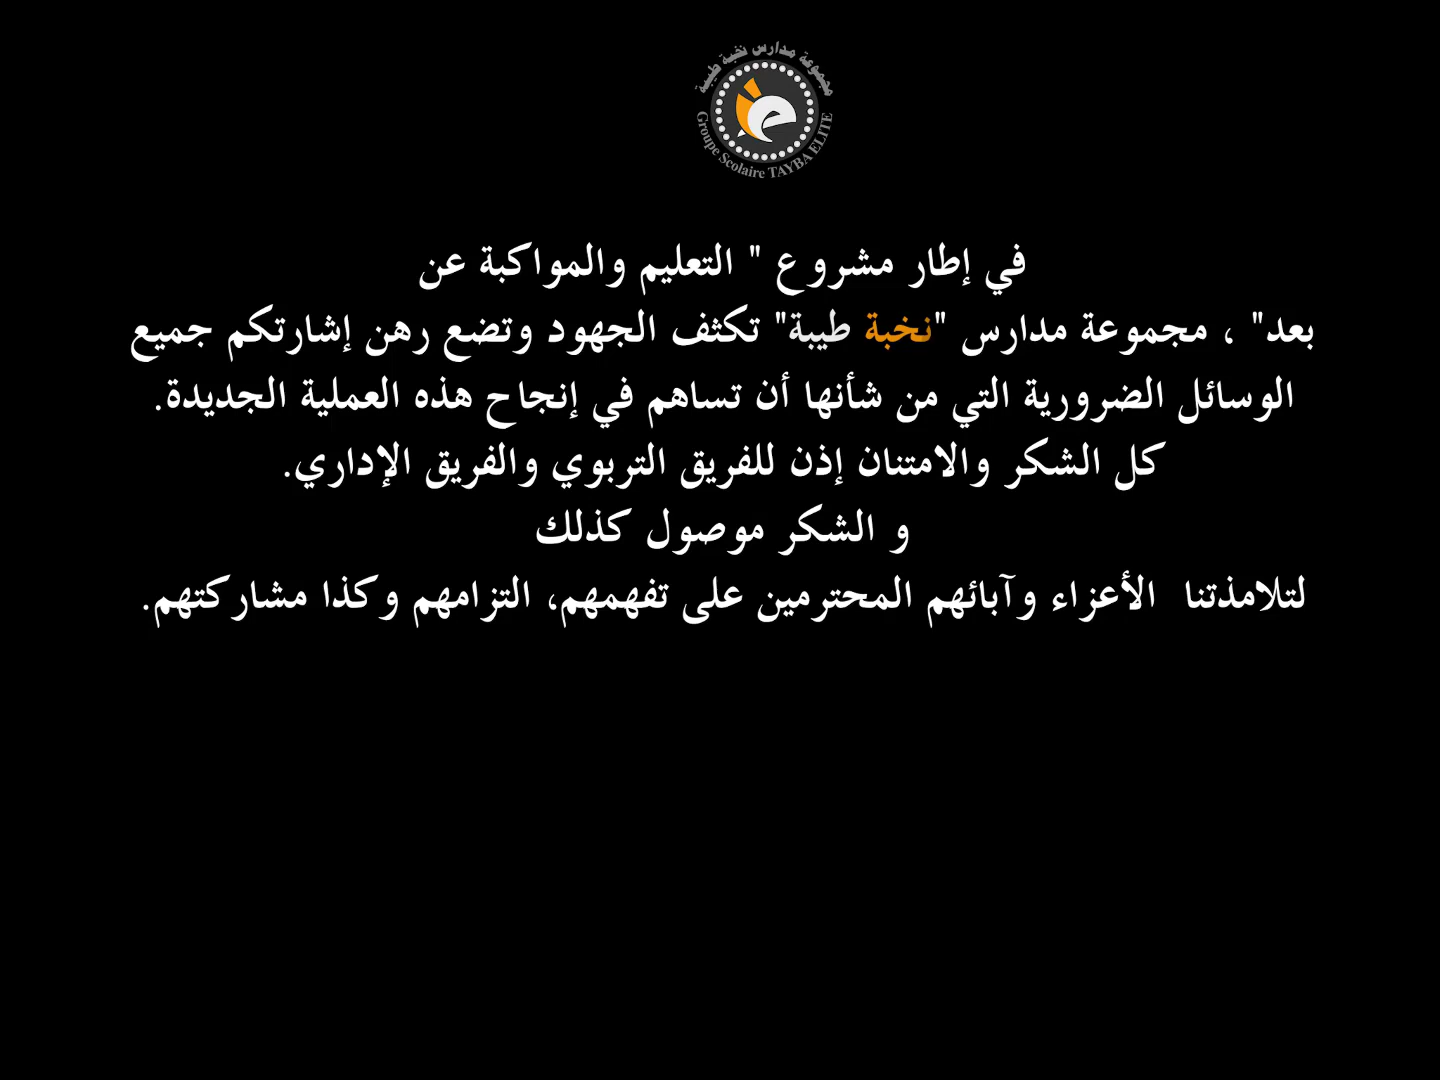 مجموعة مدارس نخبة طيبة
Groupe Scolaire TAYBA ELITE
في إطار مشروع " التعليم والمواكبة عن
بعد" ، مجموعة مدارس "نخبة طيبة" تكثف الجهود وتضع رهن إشارتكم جميع
الوسائل الضرورية التي من شأنها أن تساهم في إنجاح هذه العملية الجديدة.
كل الشكر والامتنان إذن للفريق التربوي والفريق الإداري.
و الشكر موصول كذلك
لتلامذتنا  الأعزاء وآبائهم المحترمين على تفهمهم، التزامهم وكذا مشاركتهم.